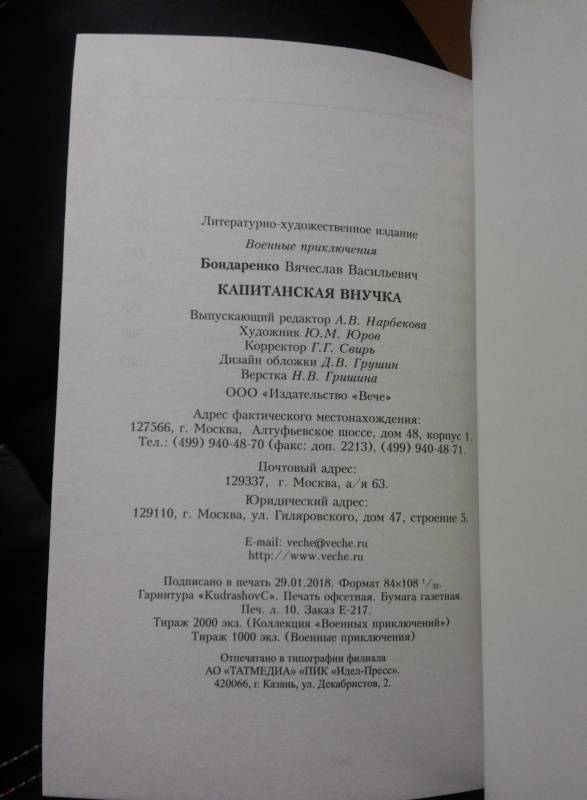 Литературно-художественное издание
Военные приключения
Бондаренко Вячеслав Васильевич
КАПИТАНСКАЯ ВНУЧКА
Выпускающий редактор А.В. Нарбекова
Художник Ю.М. Юров
Корректор Г.Г. Свирь
Дизайн обложки Д.В. Грушин
Верстка Н.В. Гришина
ООО «Издательство «Вече»
Адрес фактического местонахождения:
127566, г. Москва, Алтуфьевское шоссе, дом 48, корпус 1.
Тел.: (499) 940-48-70 (факс: доп. 2213), (499) 940-48-71.
Почтовый адрес:
129337, г. Москва, а/я 63.
Юридический адрес:
129110, г. Москва, ул. Гиляровского, дом 47, строение 5.
E-mail: veche@veche.ru
http://www.veche.ru
Подписано в печать 29.01.2018. Формат 84×108 1/32.
Гарнитура «KudrashovC». Печать офсетная. Бумага газетная.
Печ. л. 10. Заказ Е-217.
Тираж 2000 экз. (Коллекция «Военных приключений»)
Тираж 1000 экз. (Военные приключения)
Отпечатано в типографии филиала
АО «ТАТМЕДИА» «ПИК «Идел-Пресс».
420066, г. Казань, ул. Декабристов, 2.